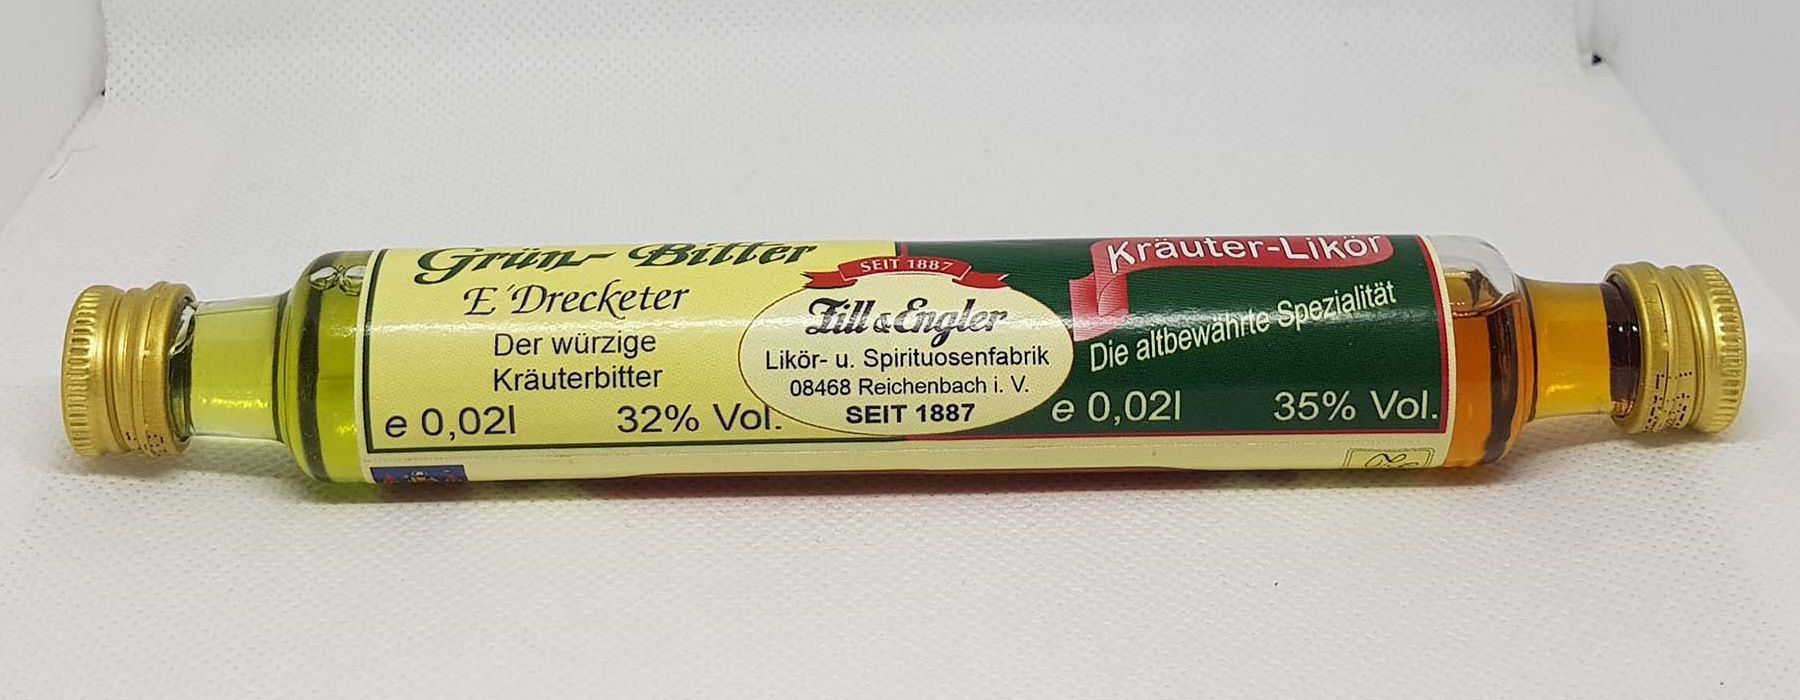 Grün- Bitter
E'Drecketer
Der würzige
Kräuterbitter
e 0,02l
32% Vol.
SEIT 1887
Till & Engler
Likör- u. Spirituosenfabrik
08468 Reichenbach i. V.
SEIT 1887
Kräuter-Likör
Die altbewährte Spezialität
e 0,02l
35% Vol.